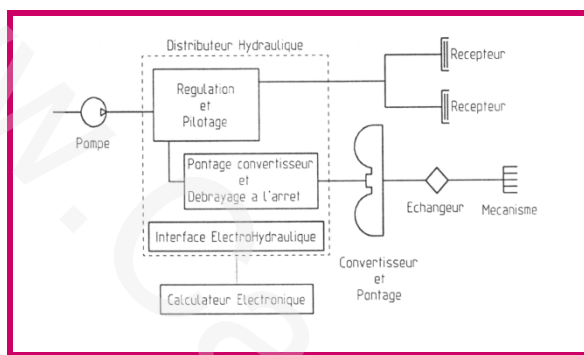 Distributeur Hydraulique
Recepteur
Regulation
et
Pilotage
Recepteur
Pompe
Pontage convertisseur
et
Debrayage a l'arret
Echangeur
Mecanisme
Interface ElectroHydraulique
Convertisseur
et
Pontage
Calculateur Electronique